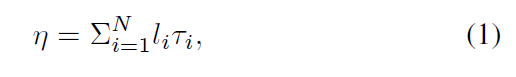 η = Σ_{i=1}^{N} l_i τ_i, (1)